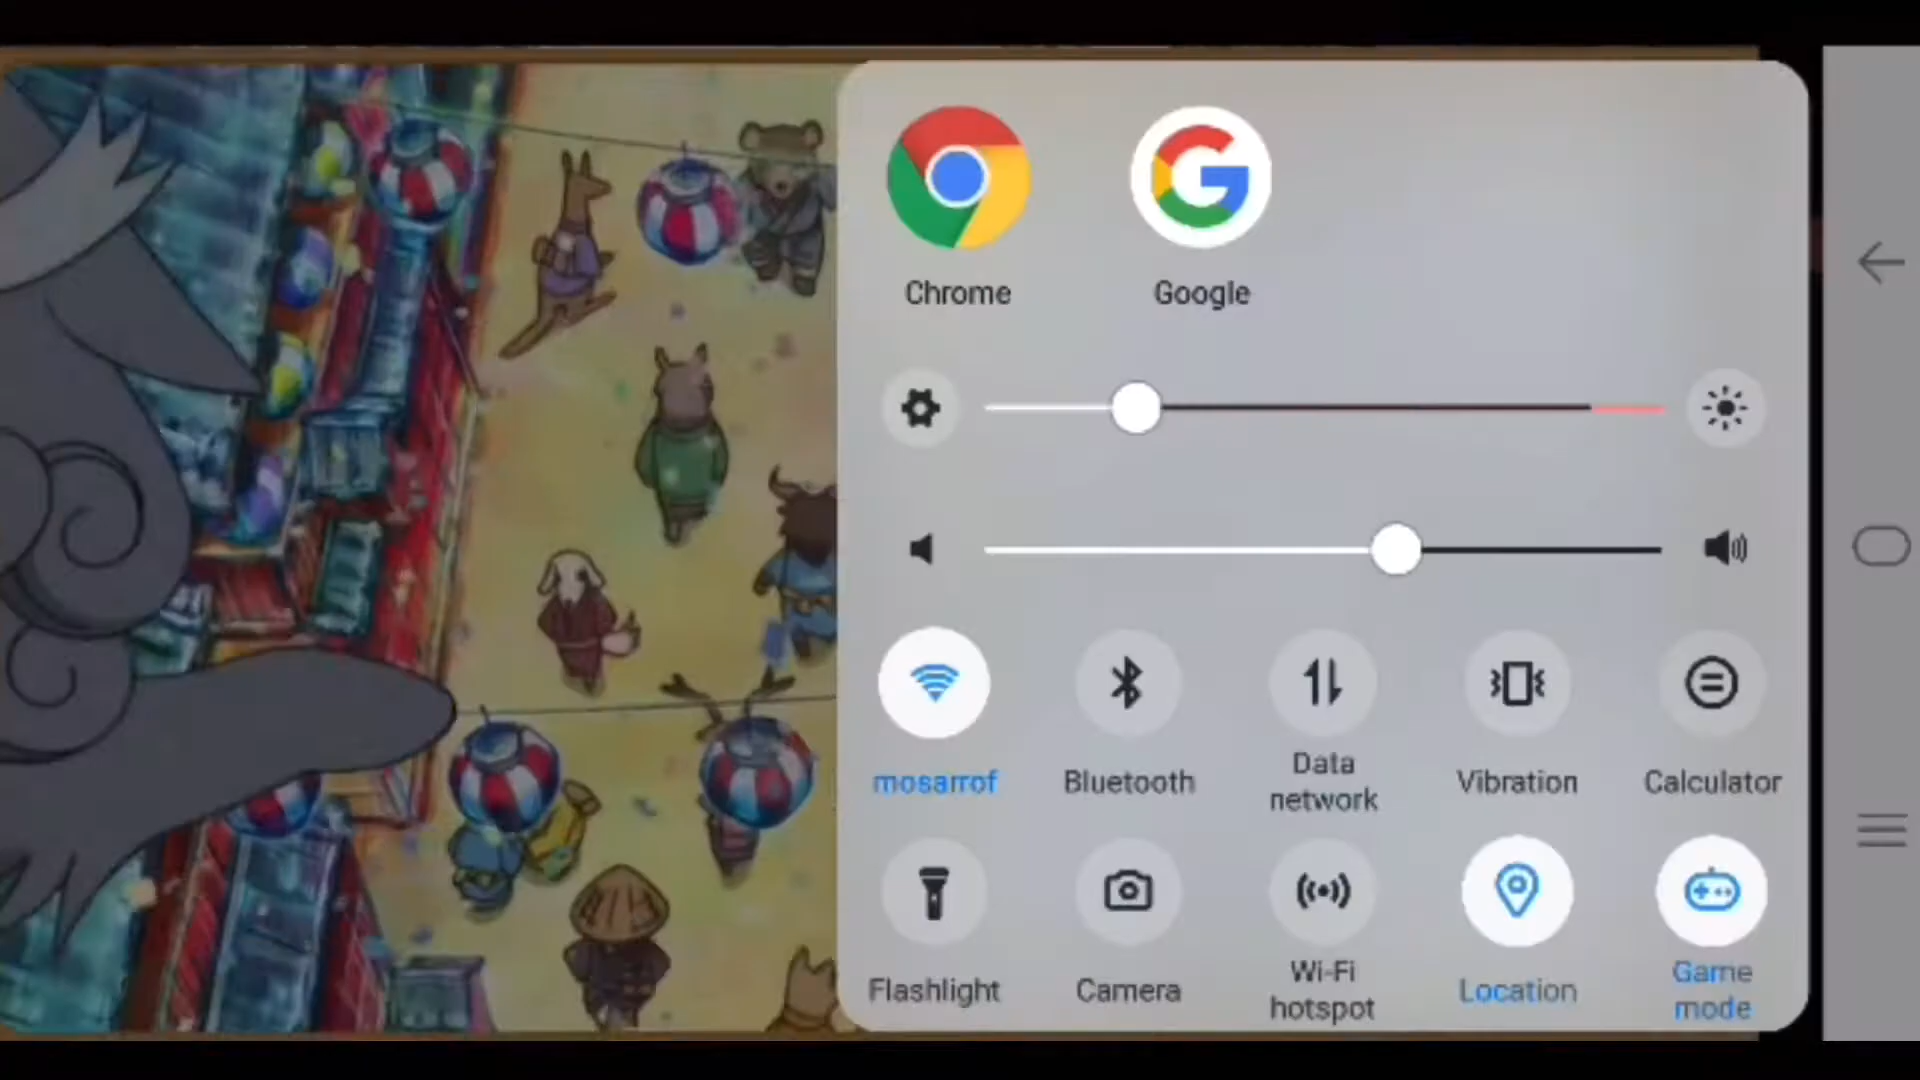 Chrome
Google
mosarrof
Bluetooth
Data
network
Vibration
Calculator
Flashlight
Camera
Wi-Fi
hotspot
Location
Game
mode